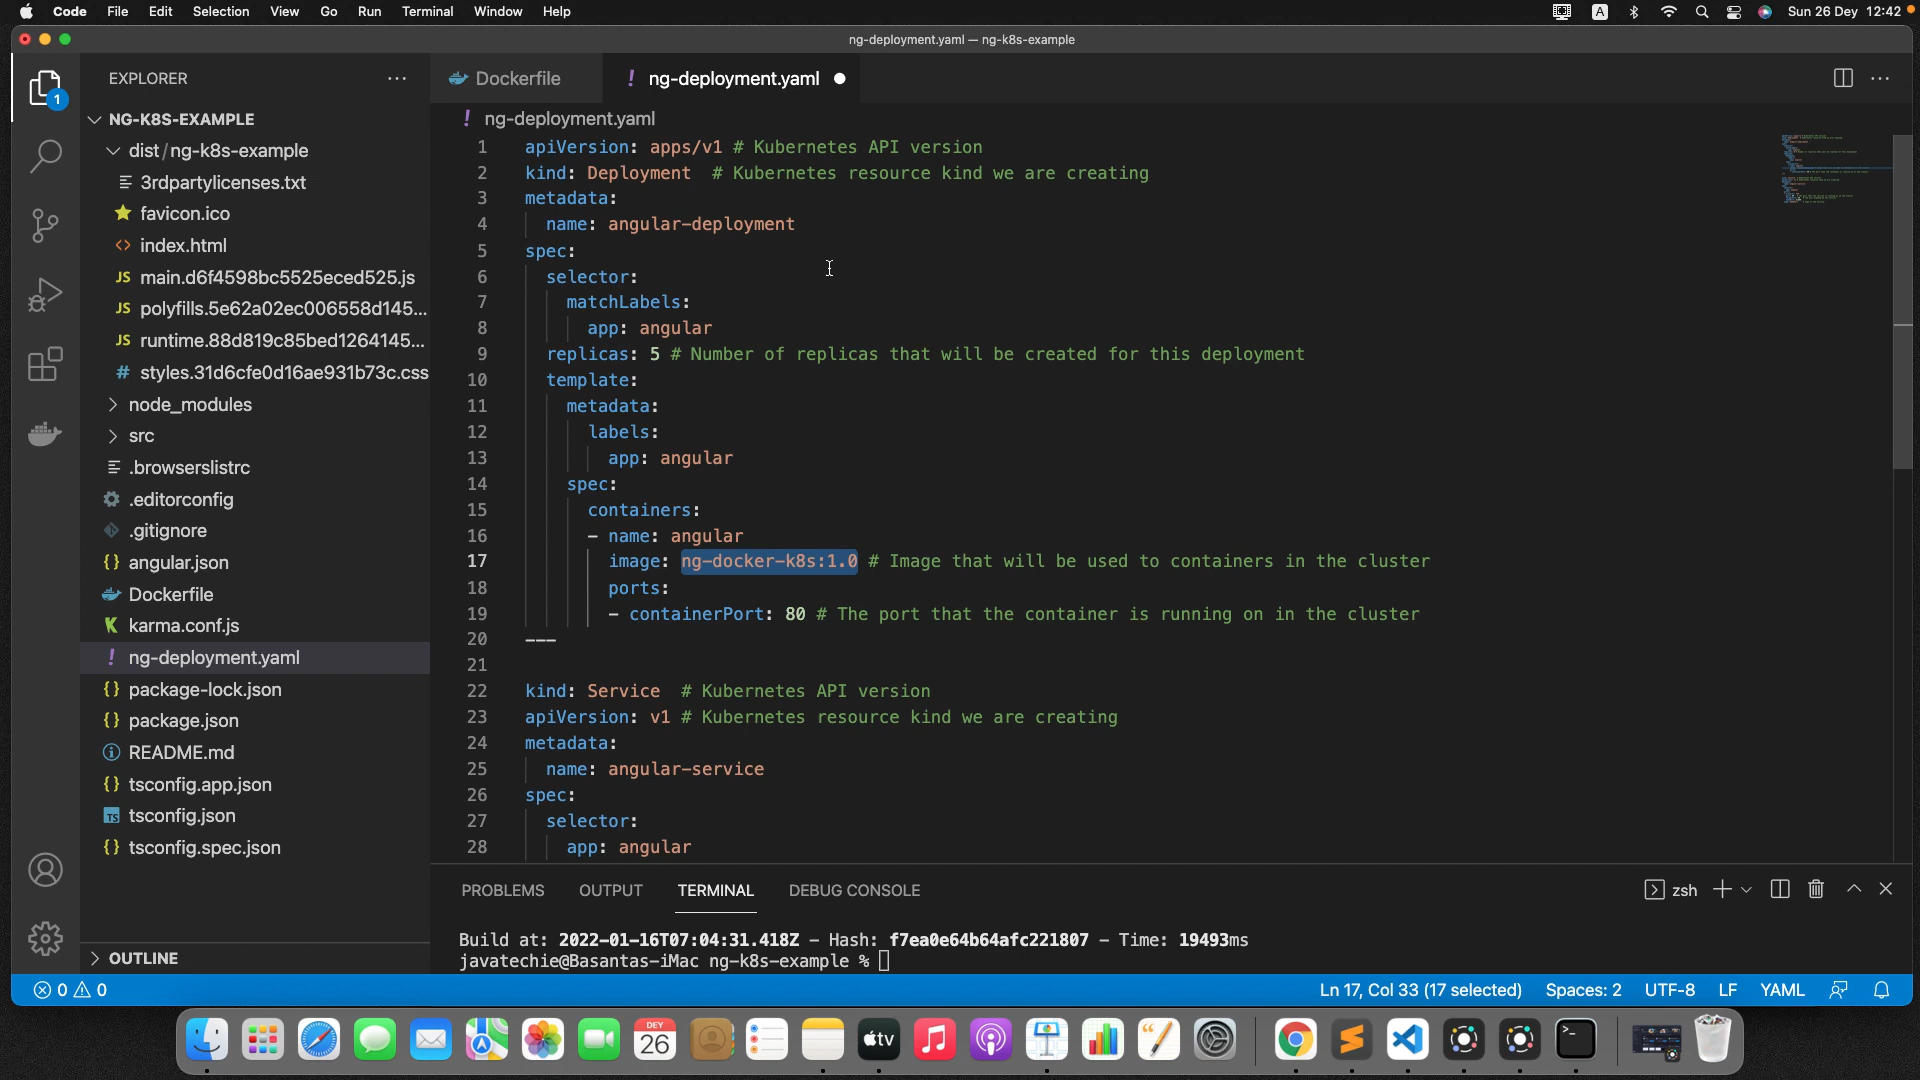 Code File Edit Selection View Go Run Terminal Window Help
A Sun 26 Dey 12:42
ng-deployment.yaml — ng-k8s-example
EXPLORER
1
NG-K8S-EXAMPLE
dist/ng-k8s-example
3rdpartylicenses.txt
favicon.ico
index.html
JS main.d6f4598bc5525eced525.js
JS polyfills.5e62a02ec006558d145...
JS runtime.88d819c85bed1264145...
# styles.31d6cfe0d16ae931b73c.css
node_modules
src
.browserslistrc
.editorconfig
.gitignore
{} angular.json
Dockerfile
karma.conf.js
! ng-deployment.yaml
{} package-lock.json
{} package.json
README.md
{} tsconfig.app.json
TS tsconfig.json
{} tsconfig.spec.json
OUTLINE
Dockerfile
! ng-deployment.yaml
! ng-deployment.yaml
1 apiVersion: apps/v1 # Kubernetes API version
2 kind: Deployment # Kubernetes resource kind we are creating
3 metadata:
4 name: angular-deployment
5 spec:
6 selector:
7 matchLabels:
8 app: angular
9 replicas: 5 # Number of replicas that will be created for this deployment
10 template:
11 metadata:
12 labels:
13 app: angular
14 spec:
15 containers:
16 - name: angular
17 image: ng-docker-k8s:1.0 # Image that will be used to containers in the cluster
18 ports:
19 - containerPort: 80 # The port that the container is running on in the cluster
20 ---
21
22 kind: Service # Kubernetes API version
23 apiVersion: v1 # Kubernetes resource kind we are creating
24 metadata:
25 name: angular-service
26 spec:
27 selector:
28 app: angular
PROBLEMS OUTPUT TERMINAL DEBUG CONSOLE
zsh
Build at: 2022-01-16T07:04:31.418Z - Hash: f7ea0e64b64afc221807 - Time: 19493ms
javatechie@Basantas-iMac ng-k8s-example %
0 0
Ln 17, Col 33 (17 selected) Spaces: 2 UTF-8 LF YAML
DEY
26
tv